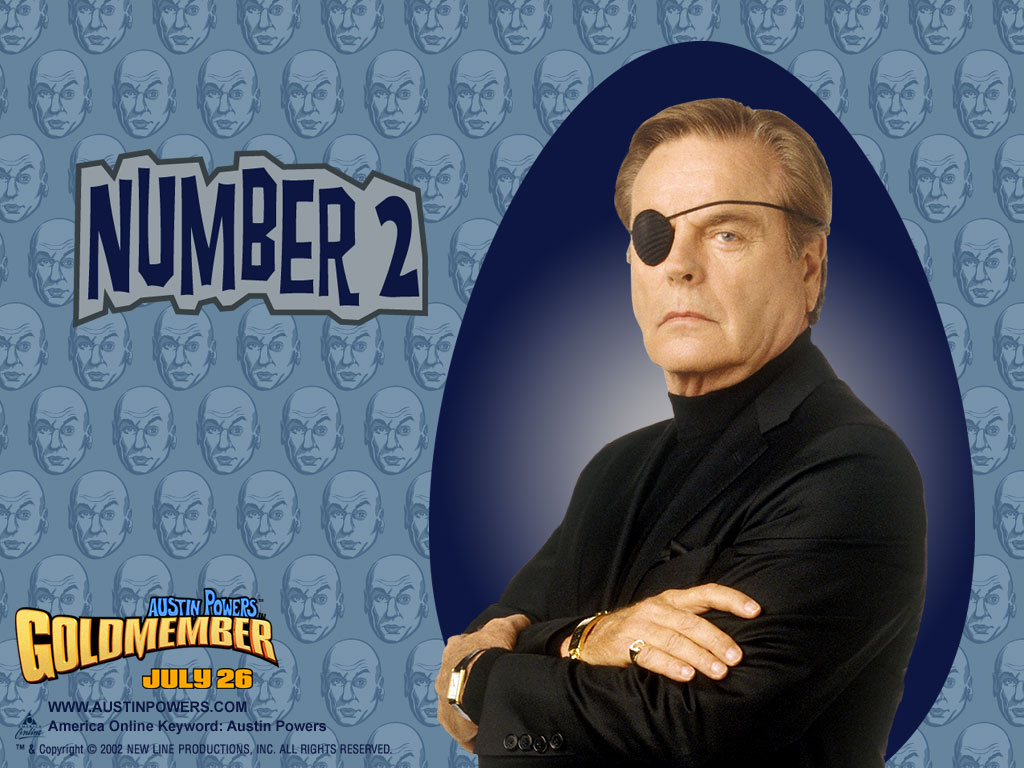 NUMBER 2
AUSTIN POWERS™
GOLDMEMBER
JULY 26
WWW.AUSTINPOWERS.COM
America Online Keyword: Austin Powers
™ & Copyright © 2002 NEW LINE PRODUCTIONS, INC. ALL RIGHTS RESERVED.